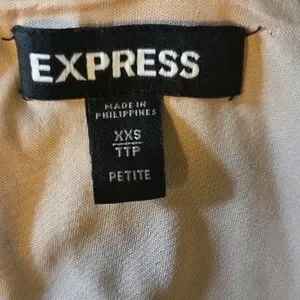 EXPRESS
MADE IN
PHILIPPINES
XXS
TTP
PETITE